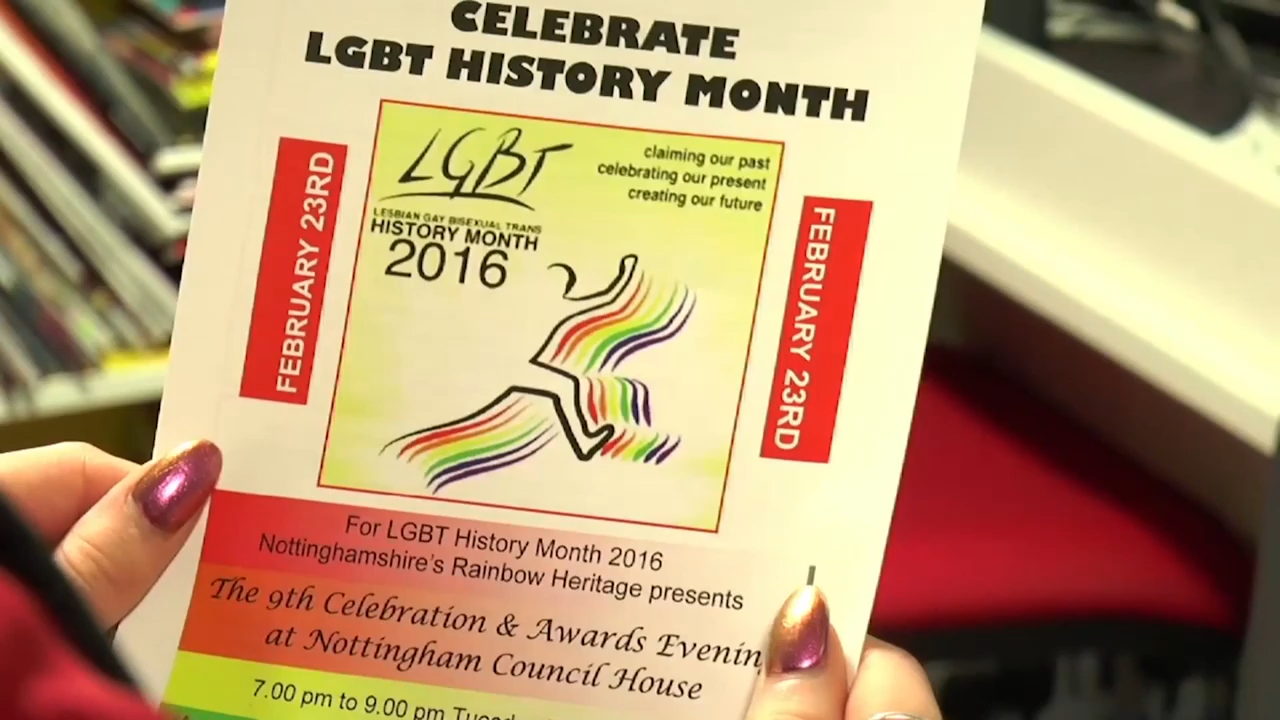 CELEBRATE
LGBT HISTORY MONTH
FEBRUARY 23RD
LGBT
LESBIAN GAY BISEXUAL TRANS
HISTORY MONTH
2016
claiming our past
celebrating our present
creating our future
FEBRUARY 23RD
For LGBT History Month 2016
Nottinghamshire's Rainbow Heritage presents
The 9th Celebration & Awards Evenin
at Nottingham Council House
7.00 pm to 9.00 pm